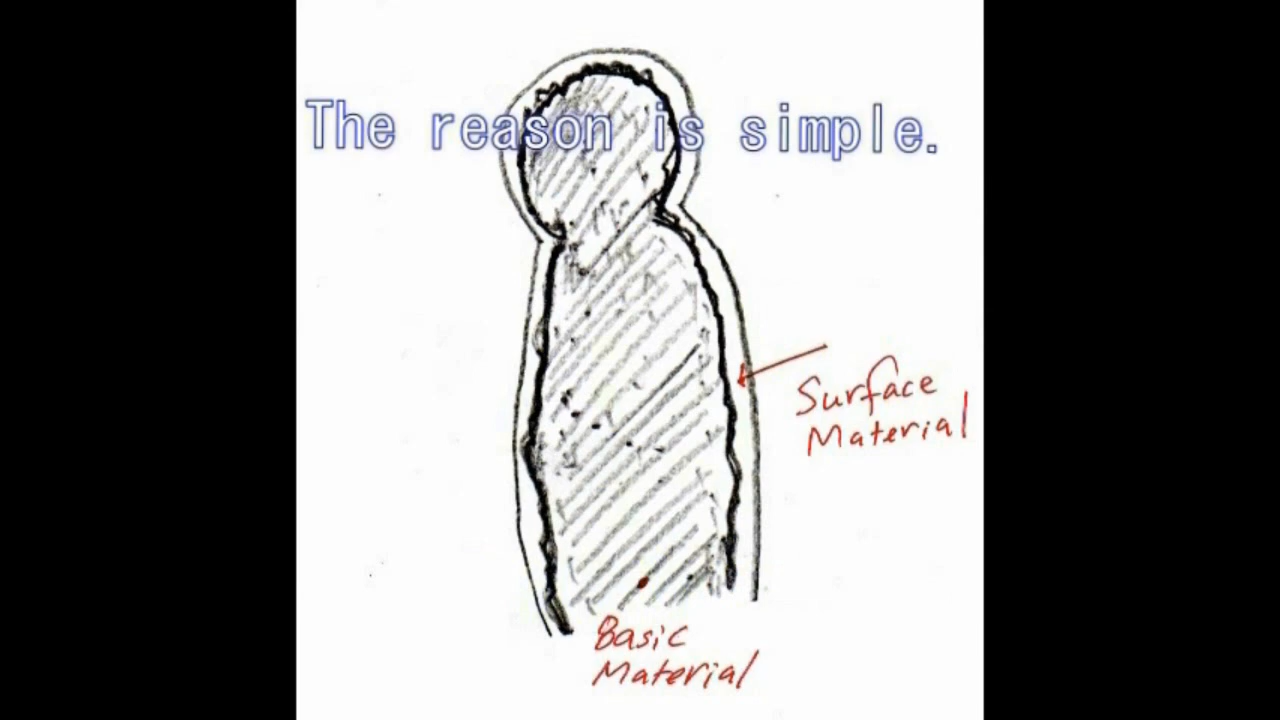 The reason is simple.
Surface
Material
Basic
Material